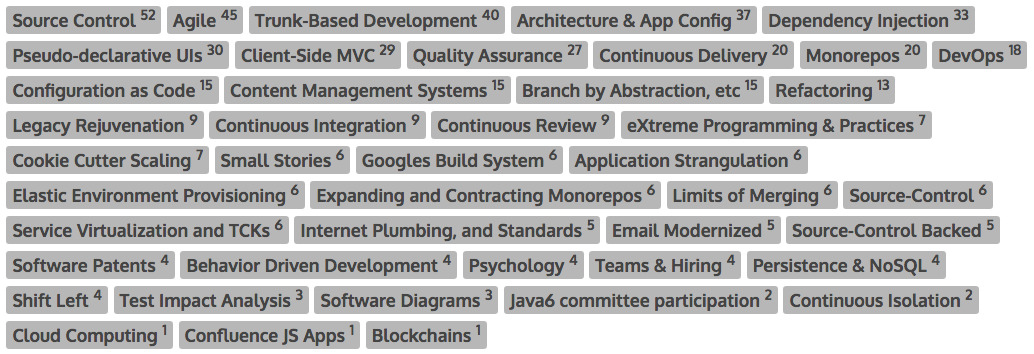 Source Control 52 Agile 45 Trunk-Based Development 40 Architecture & App Config 37 Dependency Injection 33
Pseudo-declarative UIs 30 Client-Side MVC 29 Quality Assurance 27 Continuous Delivery 20 Monorepos 20 DevOps 18
Configuration as Code 15 Content Management Systems 15 Branch by Abstraction, etc 15 Refactoring 13
Legacy Rejuvenation 9 Continuous Integration 9 Continuous Review 9 eXtreme Programming & Practices 7
Cookie Cutter Scaling 7 Small Stories 6 Googles Build System 6 Application Strangulation 6
Elastic Environment Provisioning 6 Expanding and Contracting Monorepos 6 Limits of Merging 6 Source-Control 6
Service Virtualization and TCKs 6 Internet Plumbing, and Standards 5 Email Modernized 5 Source-Control Backed 5
Software Patents 4 Behavior Driven Development 4 Psychology 4 Teams & Hiring 4 Persistence & NoSQL 4
Shift Left 4 Test Impact Analysis 3 Software Diagrams 3 Java6 committee participation 2 Continuous Isolation 2
Cloud Computing 1 Confluence JS Apps 1 Blockchains 1